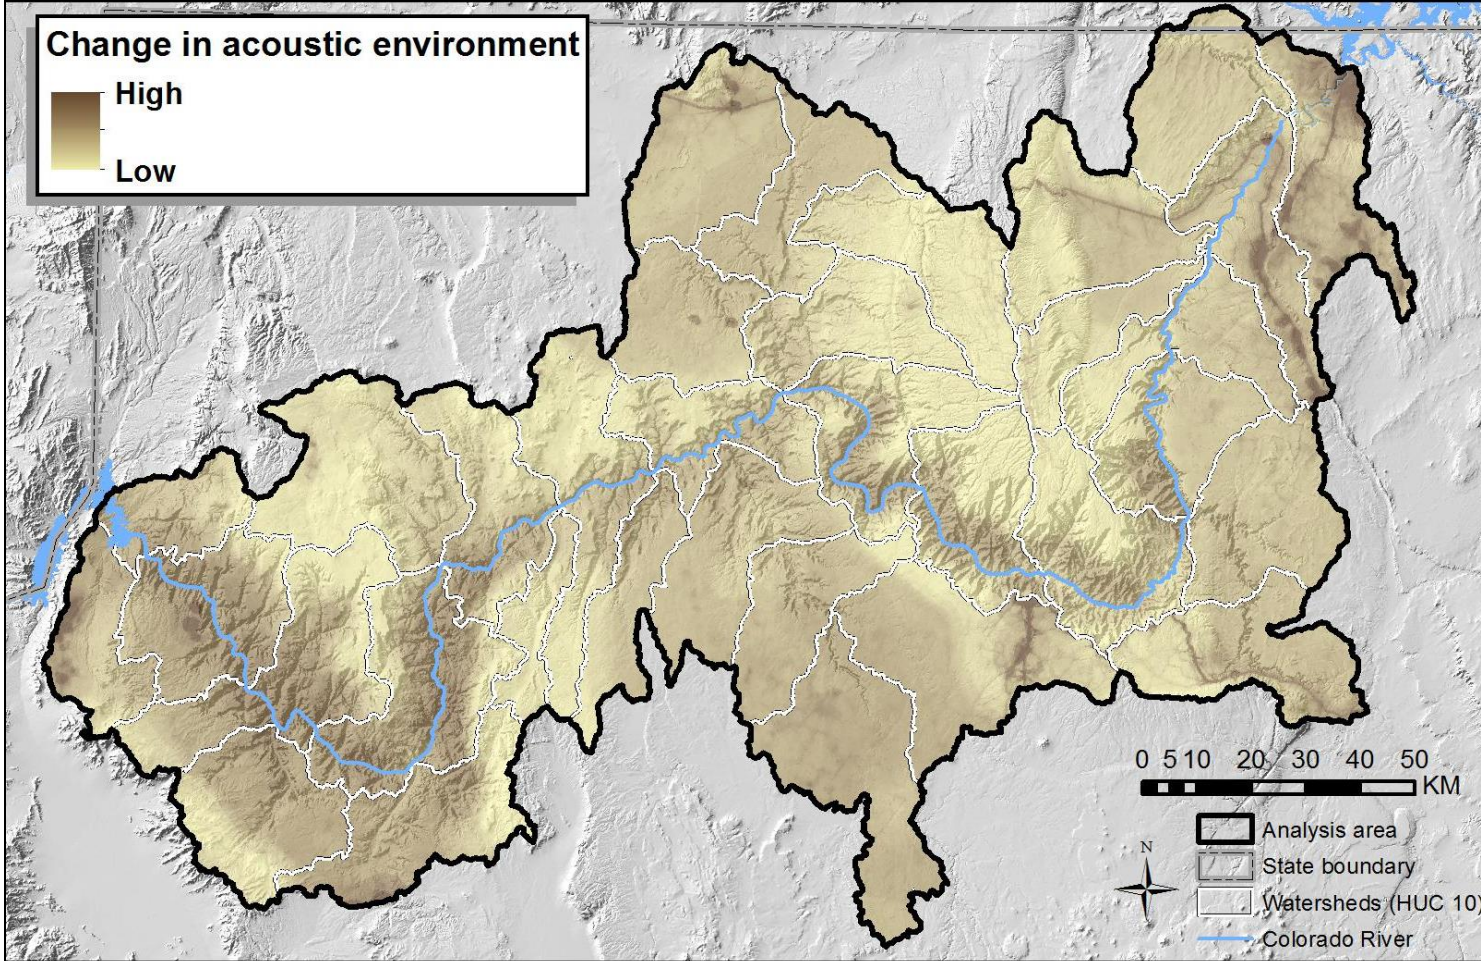 Change in acoustic environment
High
Low
0 5 10 20 30 40 50
KM
N
Analysis area
State boundary
Watersheds (HUC 10)
Colorado River